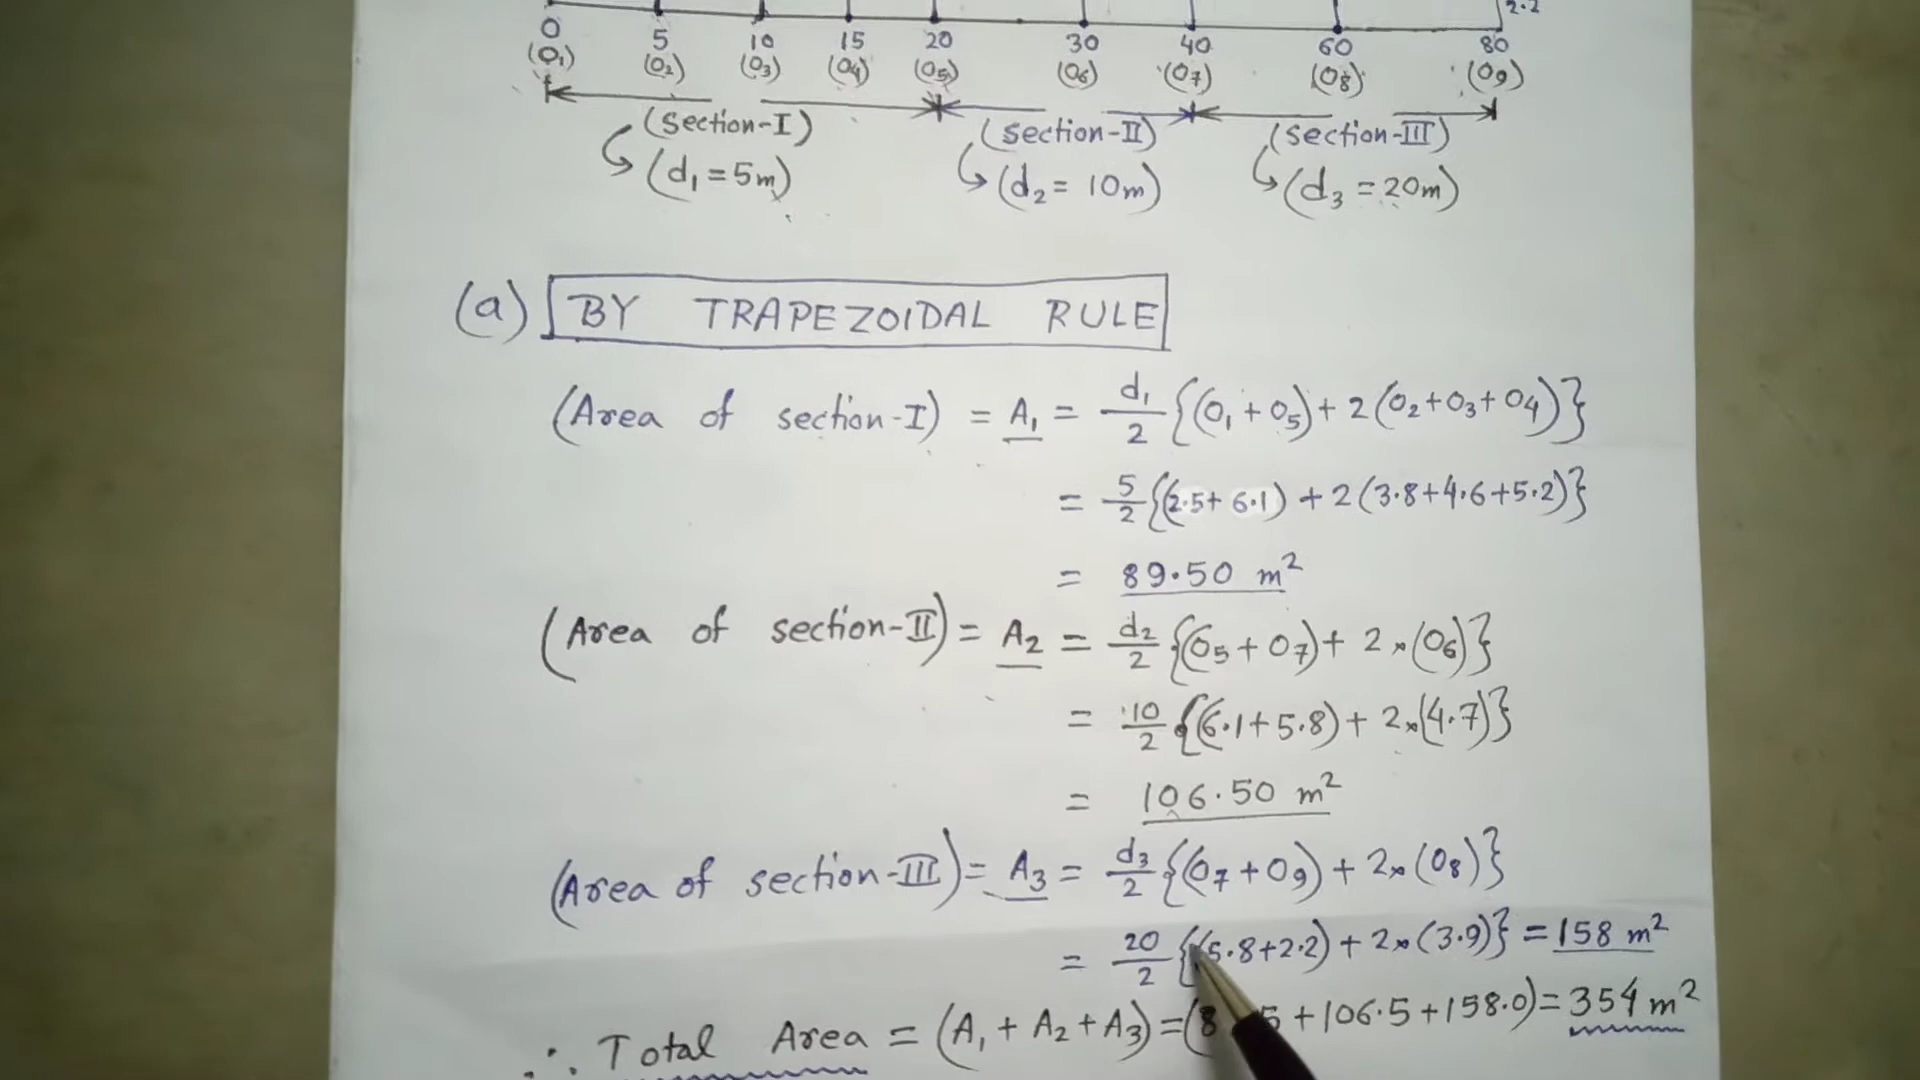 2.2
0 5 10 15 20 30 40 60 80
(O₁) (O₂) (O₃) (O₄) (O₅) (O₆) (O₇) (O₈) (O₉)
(Section-I) (Section-II) (Section-III)
(d₁ = 5m) (d₂ = 10m) (d₃ = 20m)
(a) BY TRAPEZOIDAL RULE
(Area of section-I) = A₁ = d₁/2 {(O₁ + O₅) + 2 (O₂+O₃+O₄)}
= 5/2 {(2.5+ 6.1) + 2 (3.8+4.6+5.2)}
= 89.50 m²
(Area of section-II) = A₂ = d₂/2 {(O₅ + O₇) + 2 × (O₆)}
= 10/2 {(6.1+5.8) + 2×(4.7)}
= 106.50 m²
(Area of section-III) = A₃ = d₃/2 {(O₇ + O₉) + 2× (O₈)}
= 20/2 {(5.8+2.2) + 2× (3.9)} = 158 m²
∴ Total Area = (A₁ + A₂ + A₃) = (8 5 + 106.5 + 158.0) = 354 m²